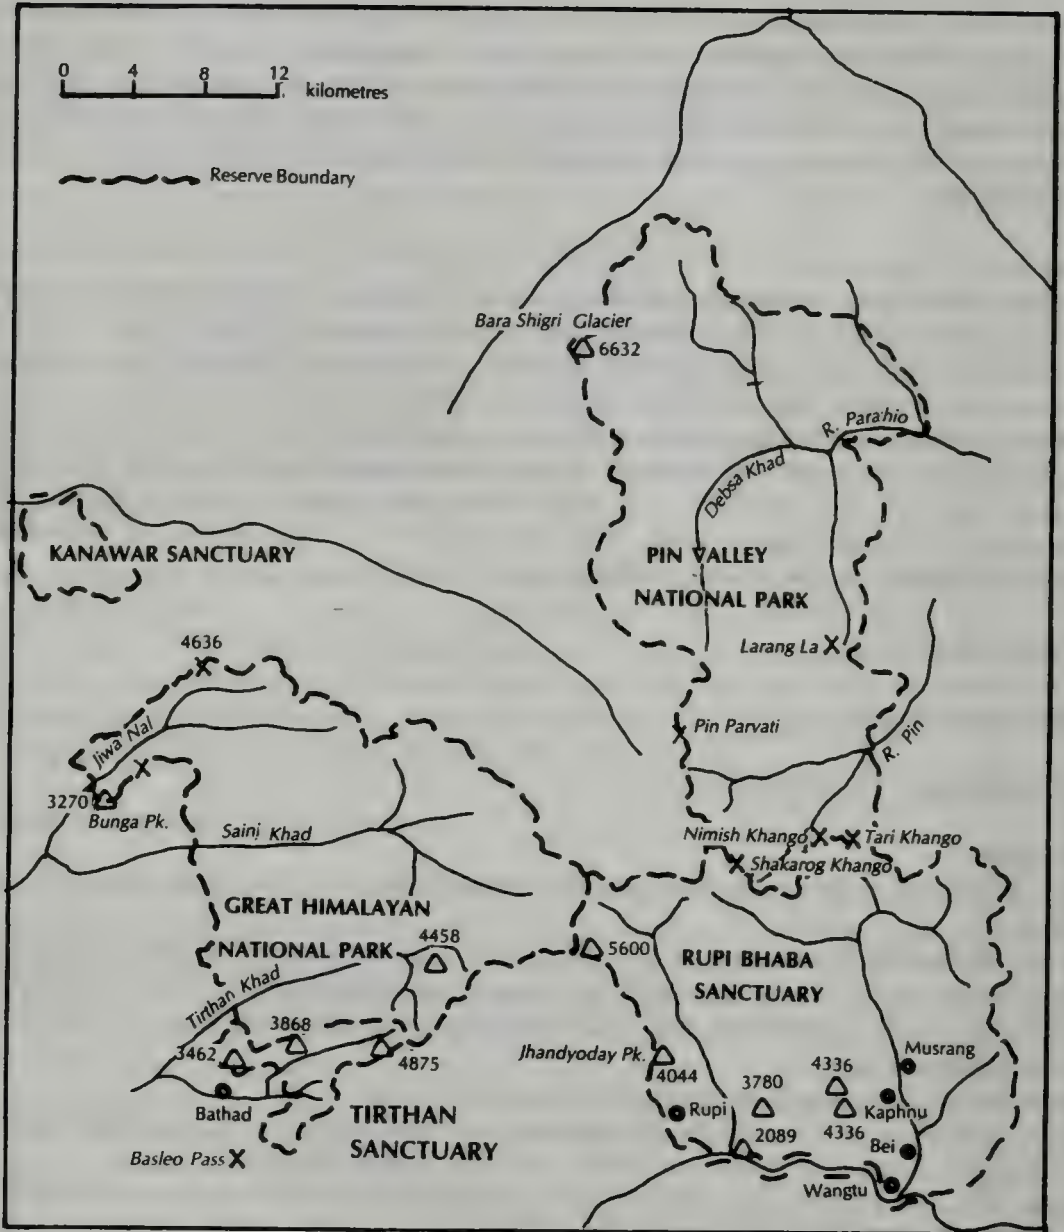 0 4 8 12
kilometres
Reserve Boundary
Bara Shigri Glacier
6632
R. Parahio
Debsa Khad
KANAWAR SANCTUARY
PIN VALLEY
NATIONAL PARK
4636
Larang La
Jiwa Nal
Pin Parvati
R. Pin
3270
Bunga Pk.
Sainj Khad
Nimish Khango
Tari Khango
Shakarog Khango
GREAT HIMALAYAN
NATIONAL PARK
4458
5600
RUPI BHABA
SANCTUARY
Tirthan Khad
3868
3462
4875
Jhandyoday Pk.
4044
Musrang
4336
3780
Bathad
TIRTHAN
SANCTUARY
Rupi
Kaphnu
4336
2089
Bei
Basleo Pass
Wangtu